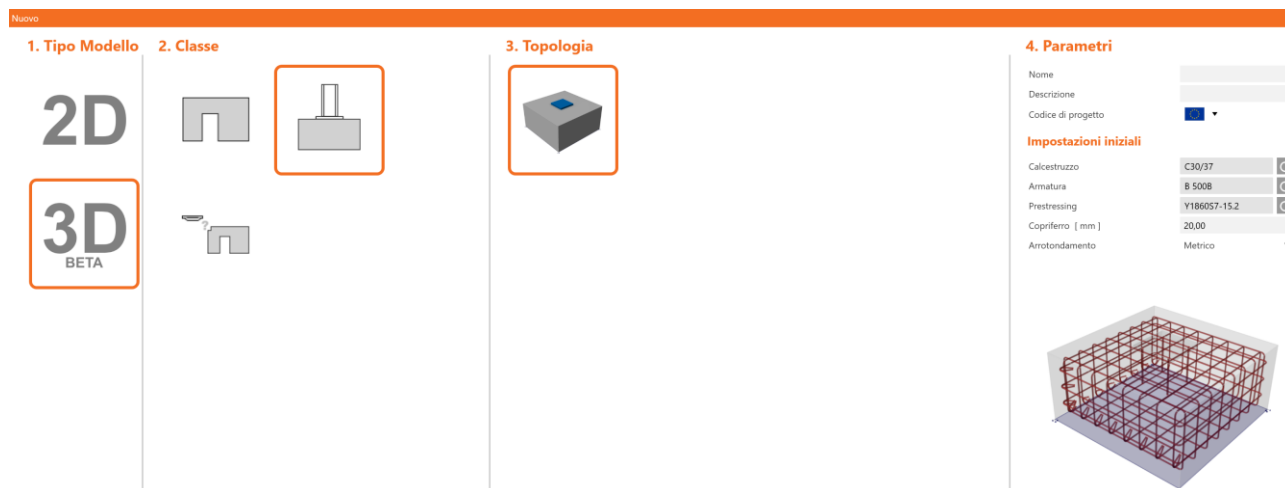 Nuovo
1. Tipo Modello
2. Classe
3. Topologia
4. Parametri
2D
3D
BETA
?
Nome
Descrizione
Codice di progetto
Impostazioni iniziali
Calcestruzzo C30/37
Armatura B 500B
Prestressing Y1860S7-15.2
Copriferro [ mm ] 20,00
Arrotondamento Metrico